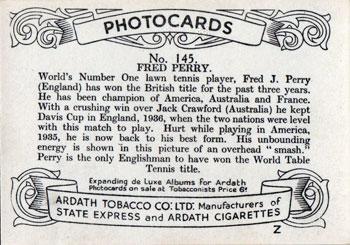 PHOTOCARDS
No. 145.
FRED PERRY.
World's Number One lawn tennis player, Fred J. Perry
(England) has won the British title for the past three years.
He has been champion of America, Australia and France.
With a crushing win over Jack Crawford (Australia) he kept
Davis Cup in England, 1936, when the two nations were level
with this match to play. Hurt while playing in America,
1935, he is now back to his best form. His unbounding
energy is shown in this picture of an overhead "smash."
Perry is the only Englishman to have won the World Table
Tennis title.
Expanding de Luxe Albums for Ardath
Photocards on sale at Tobacconists Price 6d
ARDATH TOBACCO CO: LTD: Manufacturers of
STATE EXPRESS and ARDATH CIGARETTES
Z